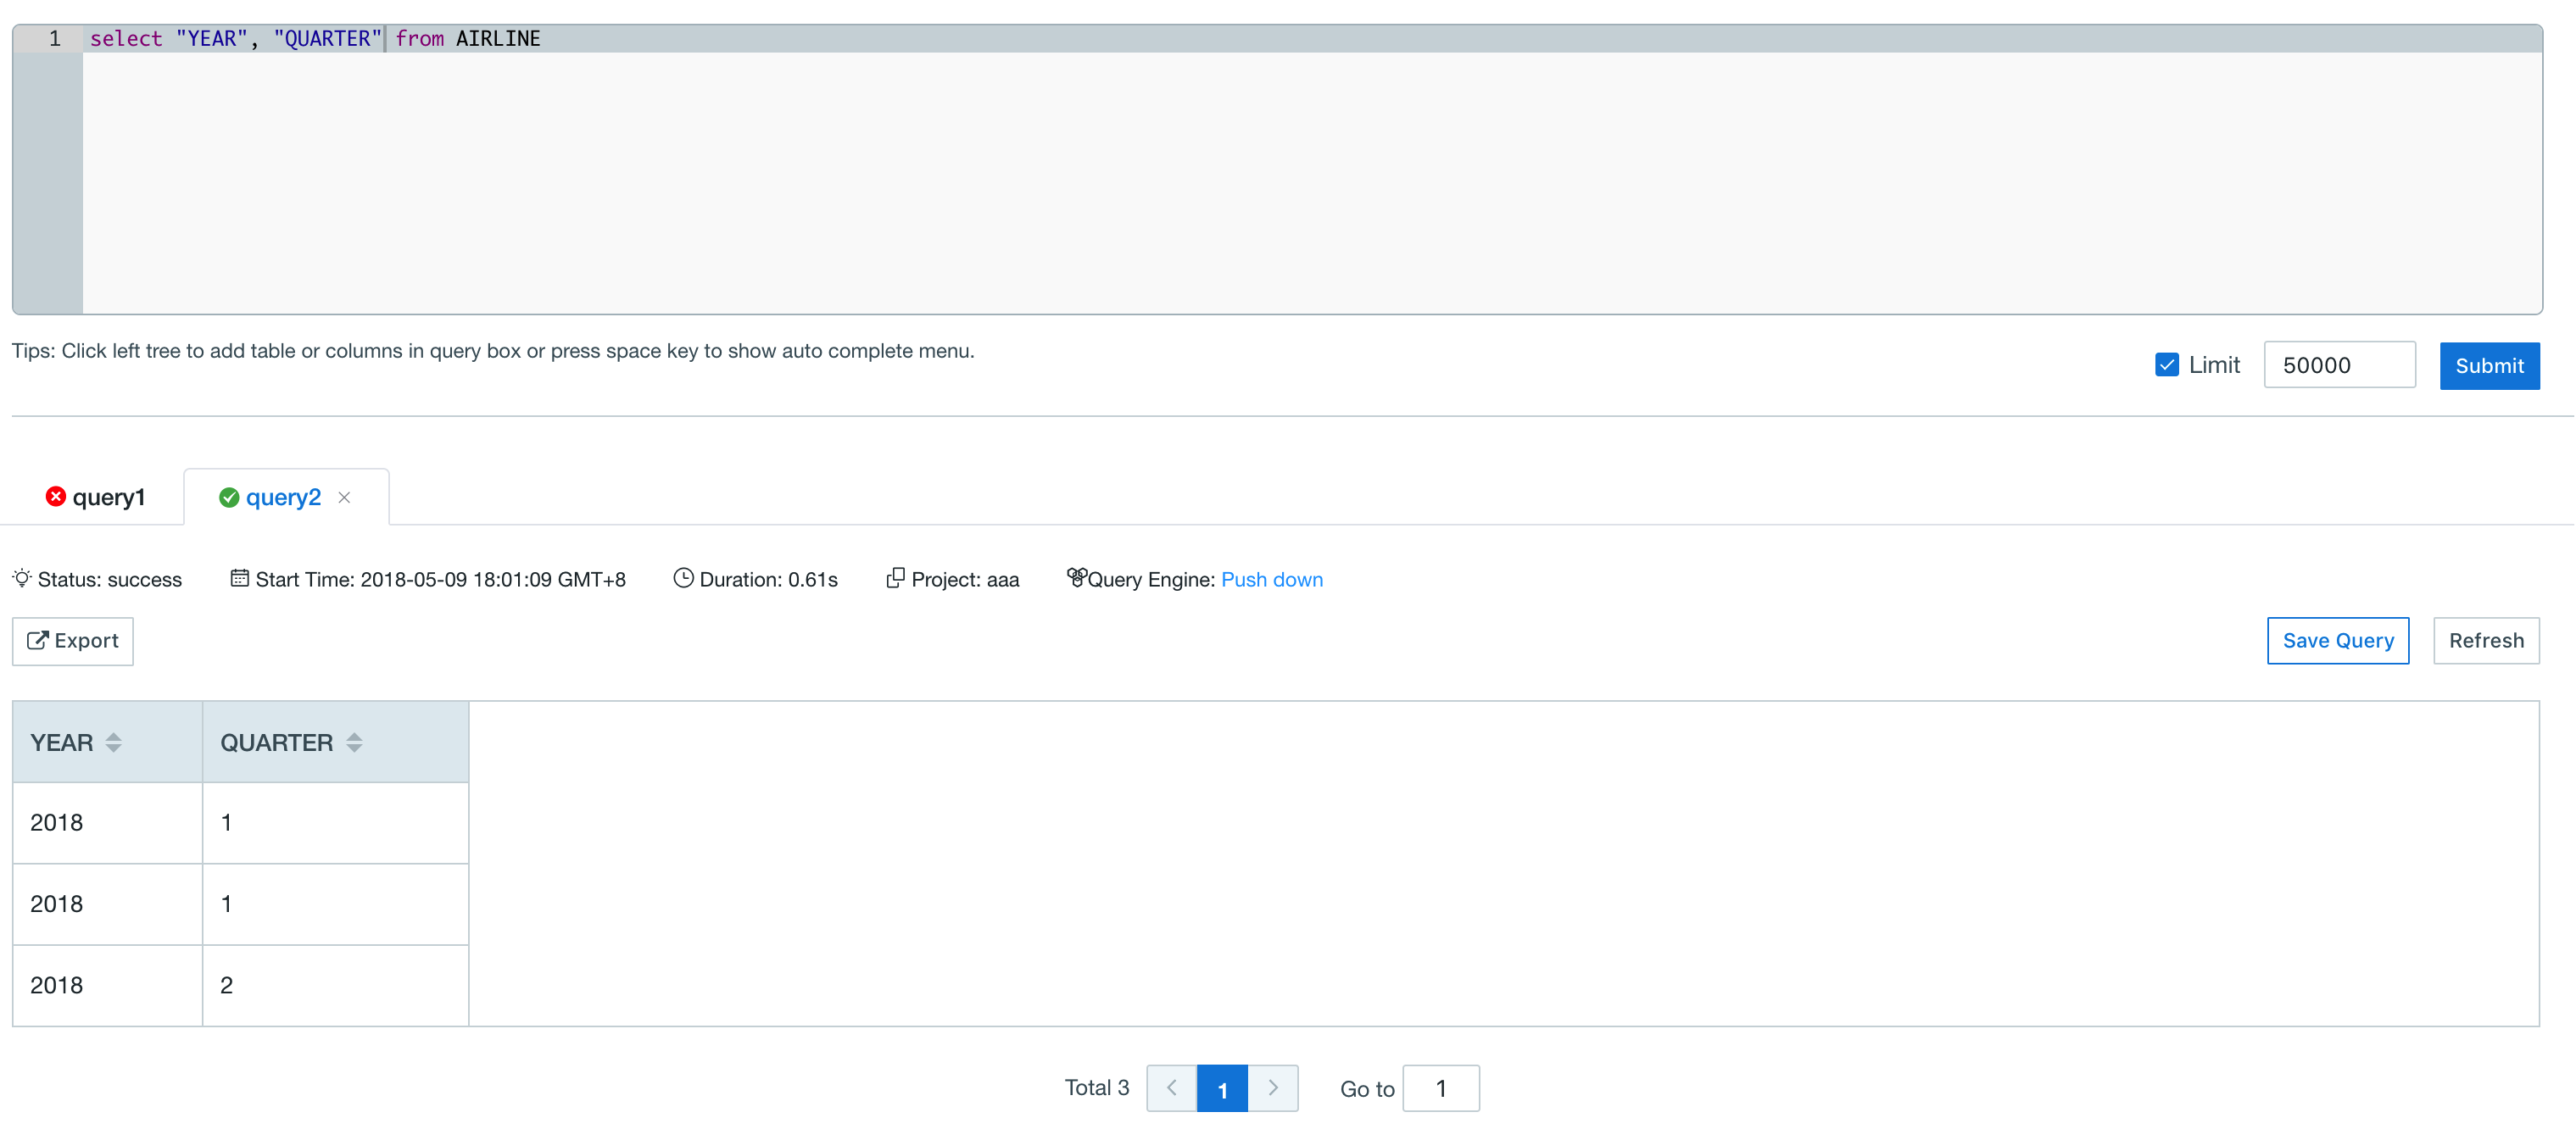 1 select "YEAR", "QUARTER" from AIRLINE
Tips: Click left tree to add table or columns in query box or press space key to show auto complete menu.
Limit 50000 Submit
query1 query2
Status: success Start Time: 2018-05-09 18:01:09 GMT+8 Duration: 0.61s Project: aaa Query Engine: Push down
Export Save Query Refresh
YEAR QUARTER
2018 1
2018 1
2018 2
Total 3 1 Go to 1